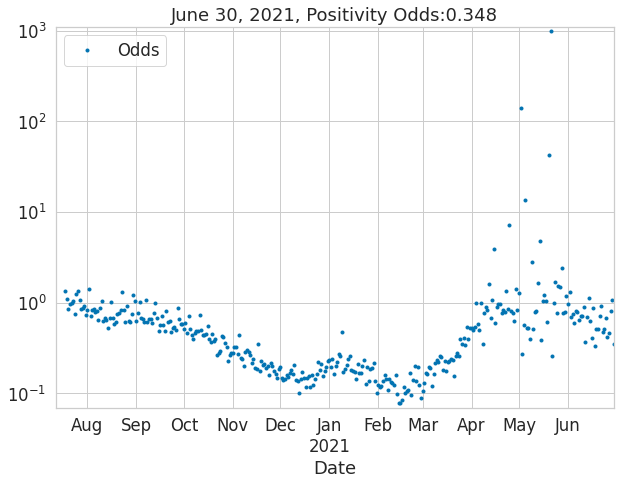 June 30, 2021, Positivity Odds:0.348
Odds
10³
10²
10¹
10⁰
10⁻¹
Aug Sep Oct Nov Dec Jan Feb Mar Apr May Jun
2021
Date